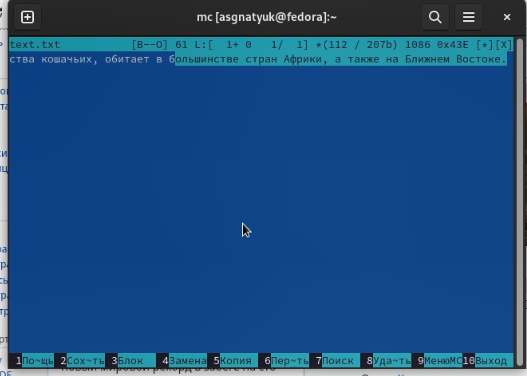 mc [asgnatyuk@fedora]:~
text.txt [B--O] 61 L:[ 1+ 0 1/ 1] *(112 / 207b) 1086 0x43E [*][X]
ства кошачьих, обитает в большинстве стран Африки, а также на Ближнем Востоке.
1По~щь 2Сох~ть 3Блок 4Замена 5Копия 6Пер~ть 7Поиск 8Уда~ть 9МенюMC 10Выход